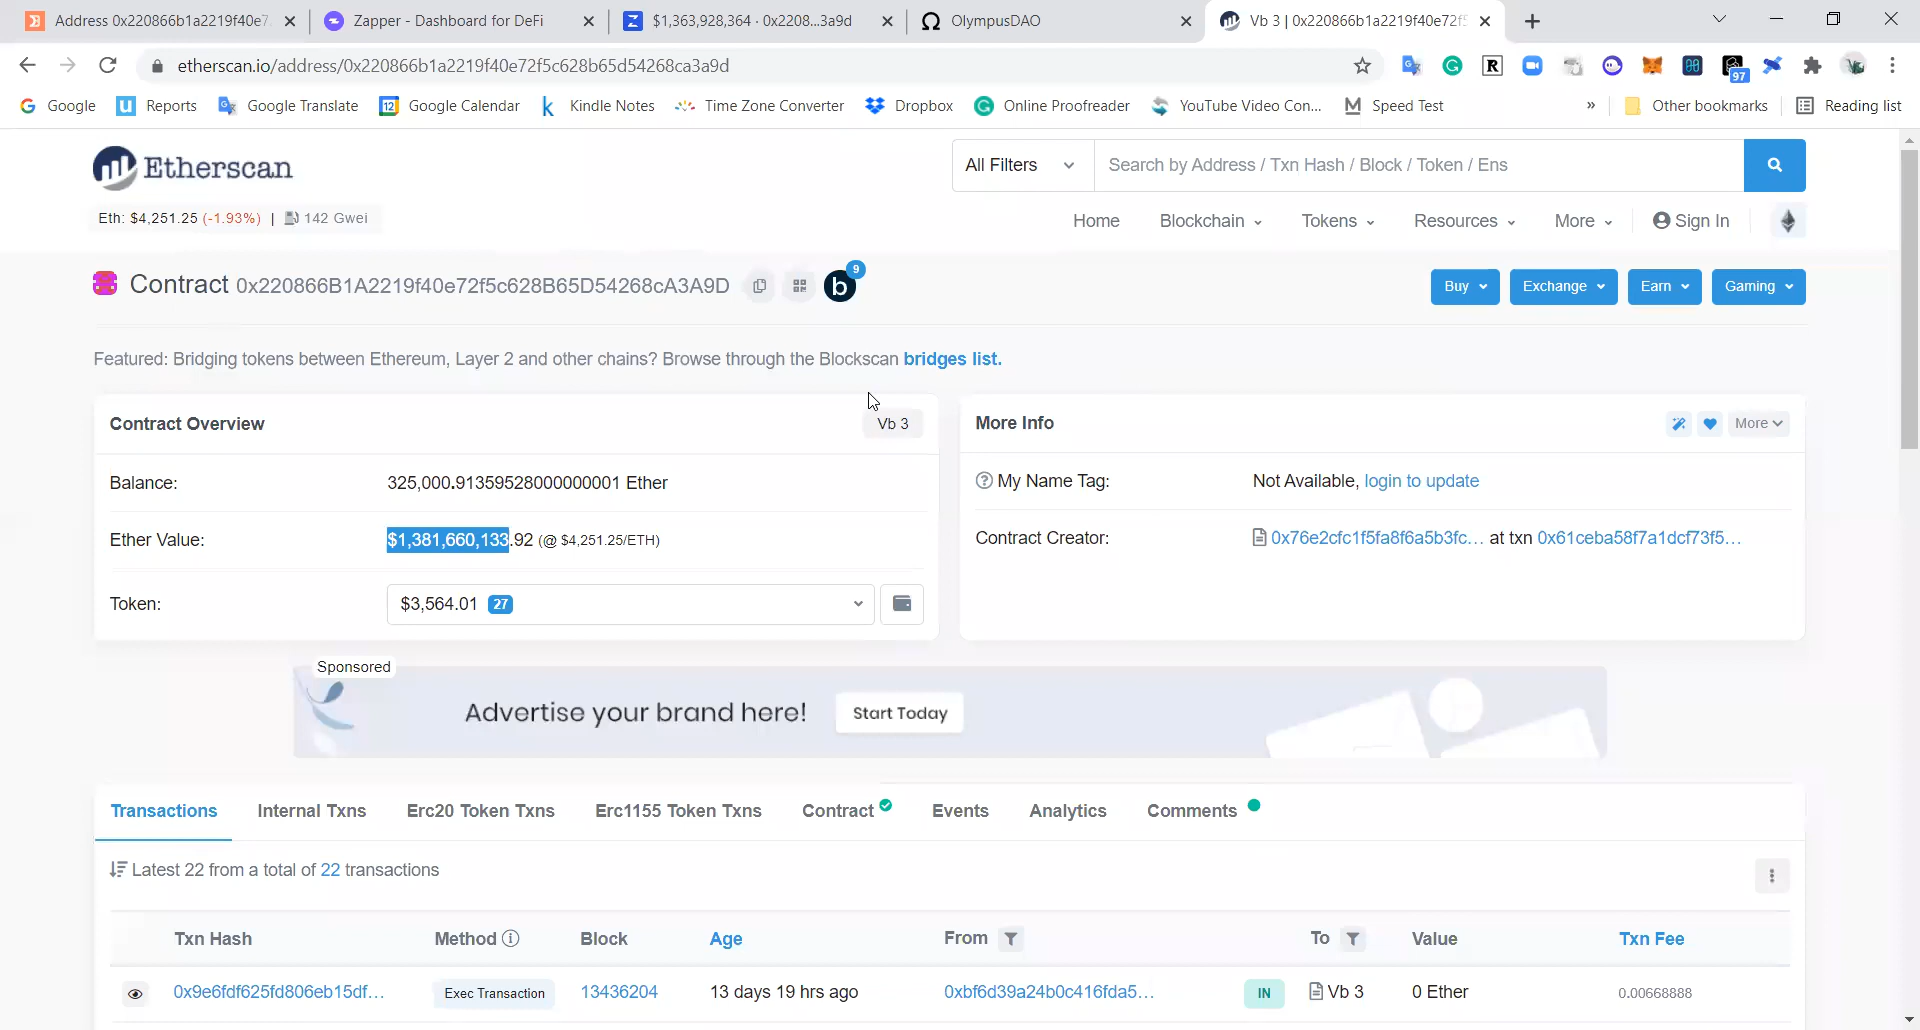 Address 0x220866b1a2219f40e7
Zapper - Dashboard for DeFi
$1,363,928,364 · 0x2208...3a9d
OlympusDAO
Vb 3 | 0x220866b1a2219f40e72f5
etherscan.io/address/0x220866b1a2219f40e72f5c628b65d54268ca3a9d
97
Google
Reports
Google Translate
12 Google Calendar
Kindle Notes
Time Zone Converter
Dropbox
Online Proofreader
YouTube Video Con...
Speed Test
»
Other bookmarks
Reading list
Etherscan
All Filters
Search by Address / Txn Hash / Block / Token / Ens
Eth: $4,251.25 (-1.93%) | 142 Gwei
Home
Blockchain
Tokens
Resources
More
Sign In
Contract 0x220866B1A2219f40e72f5c628B65D54268cA3A9D
b 9
Buy
Exchange
Earn
Gaming
Featured: Bridging tokens between Ethereum, Layer 2 and other chains? Browse through the Blockscan bridges list.
Contract Overview
Vb 3
Balance: 325,000.91359528000000001 Ether
Ether Value: $1,381,660,133.92 (@ $4,251.25/ETH)
Token: $3,564.01 27
More Info
More
My Name Tag: Not Available, login to update
Contract Creator: 0x76e2cfc1f5fa8f6a5b3fc... at txn 0x61ceba58f7a1dcf73f5...
Sponsored
Advertise your brand here! Start Today
Transactions
Internal Txns
Erc20 Token Txns
Erc1155 Token Txns
Contract
Events
Analytics
Comments
Latest 22 from a total of 22 transactions
Txn Hash Method Block Age From To Value Txn Fee
0x9e6fdf625fd806eb15df... Exec Transaction 13436204 13 days 19 hrs ago 0xbf6d39a24b0c416fda5... IN Vb 3 0 Ether 0.00668888